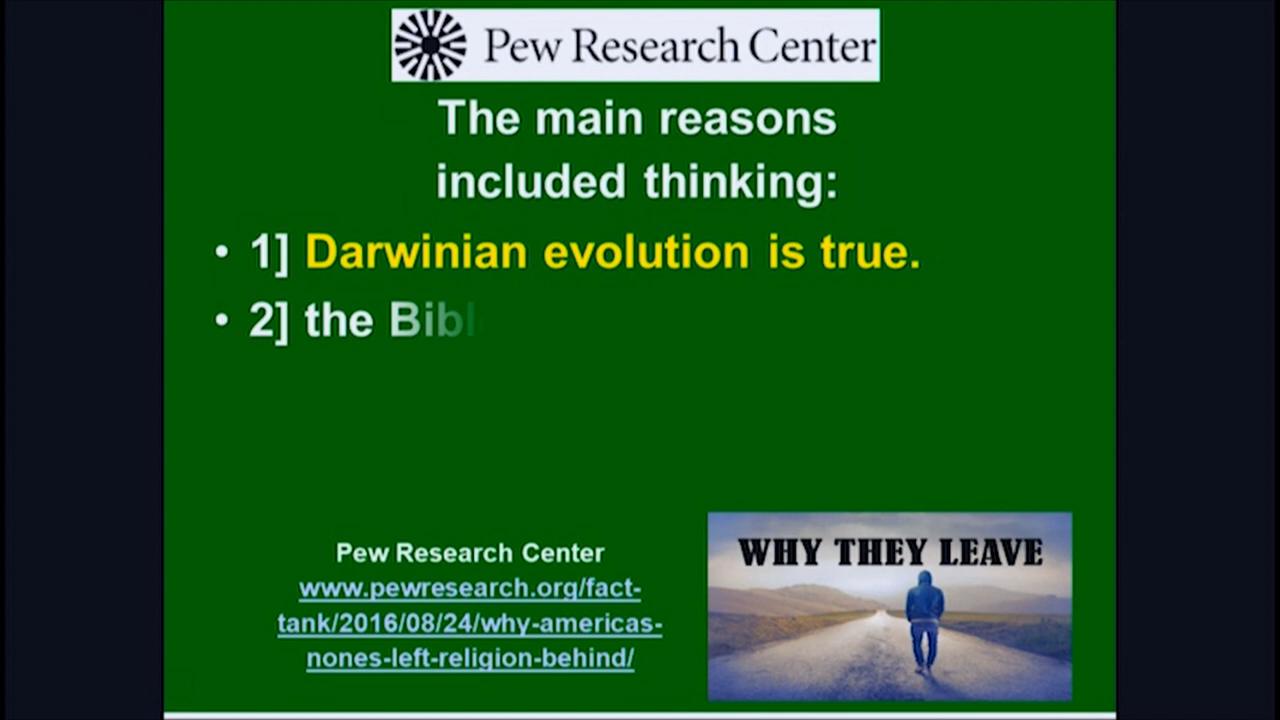 Pew Research Center
The main reasons
included thinking:
• 1] Darwinian evolution is true.
• 2] the Bibl
Pew Research Center
www.pewresearch.org/fact-
tank/2016/08/24/why-americas-
nones-left-religion-behind/
WHY THEY LEAVE